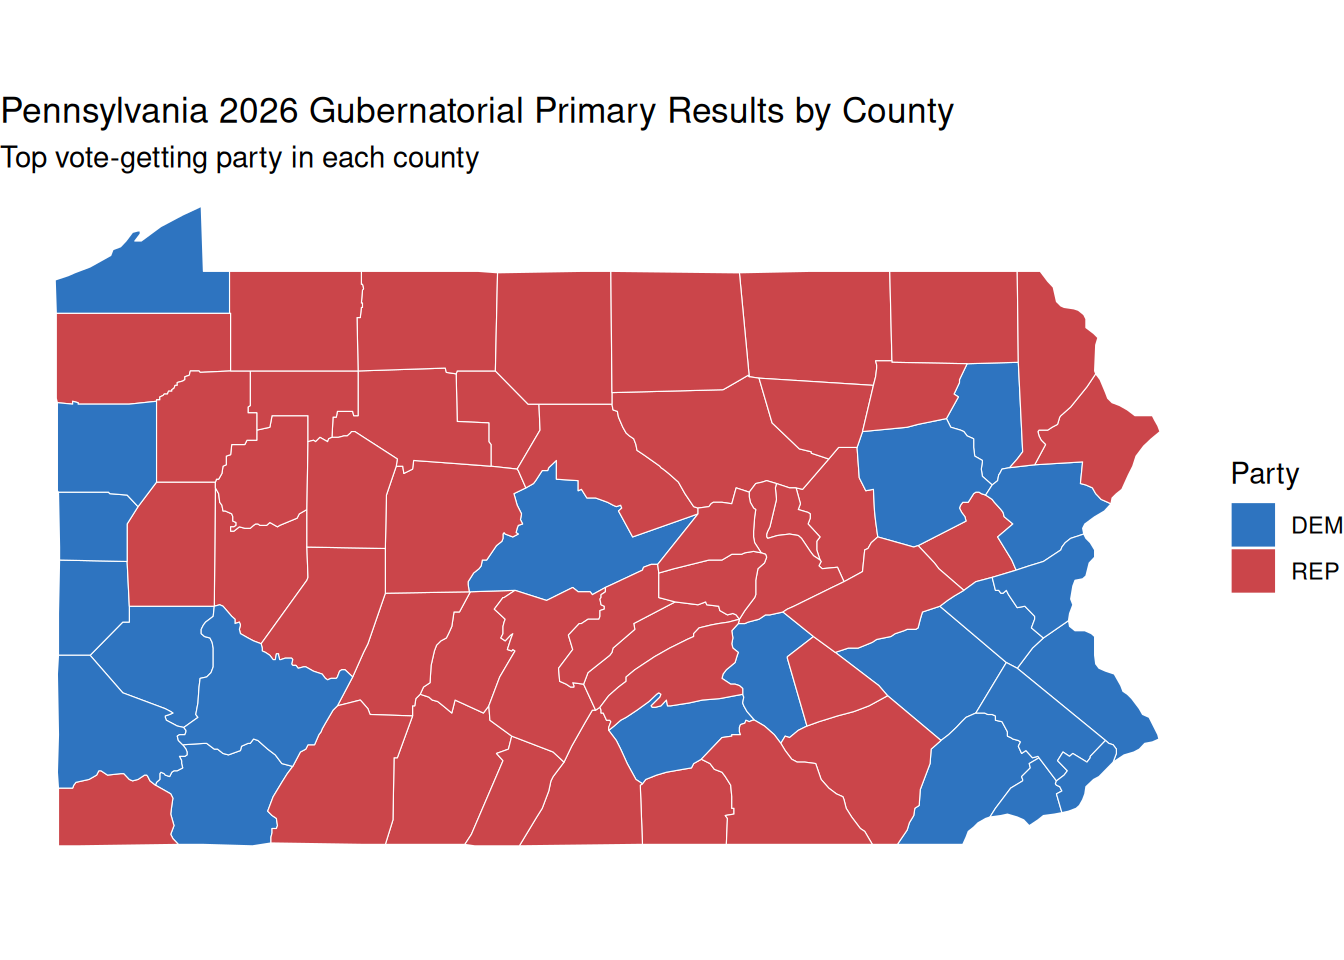 Pennsylvania 2026 Gubernatorial Primary Results by County
Top vote-getting party in each county
Party
DEM
REP